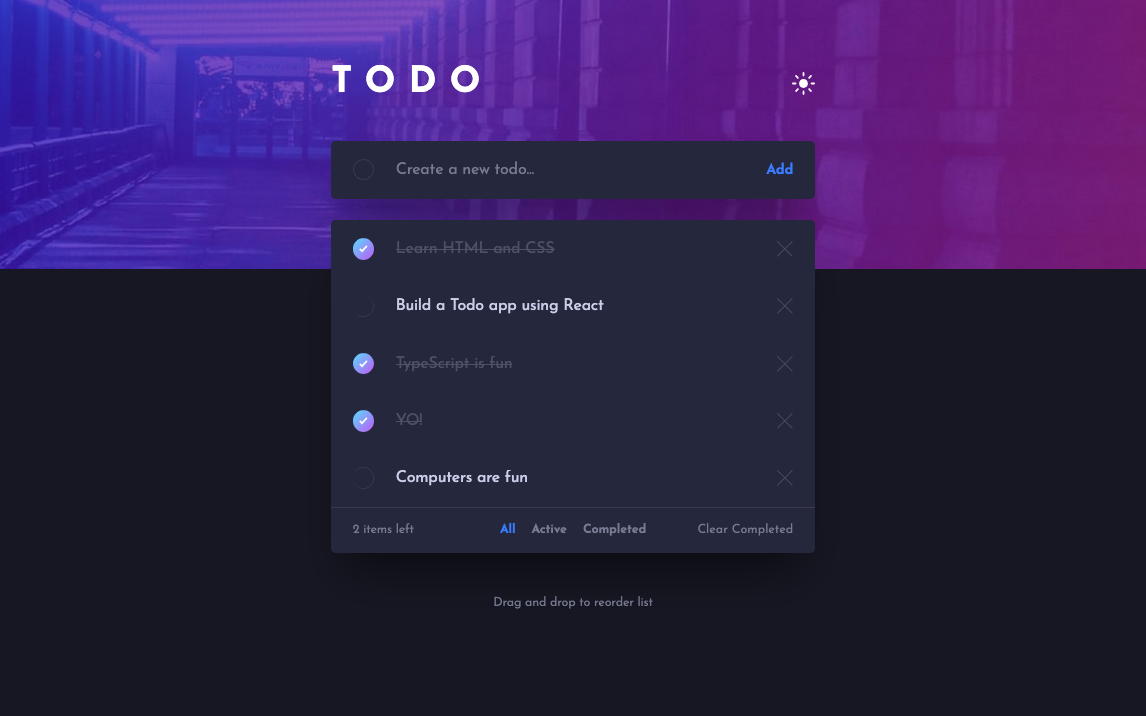 TODO
Create a new todo... Add
Learn HTML and CSS
Build a Todo app using React
TypeScript is fun
YO!
Computers are fun
2 items left All Active Completed Clear Completed
Drag and drop to reorder list